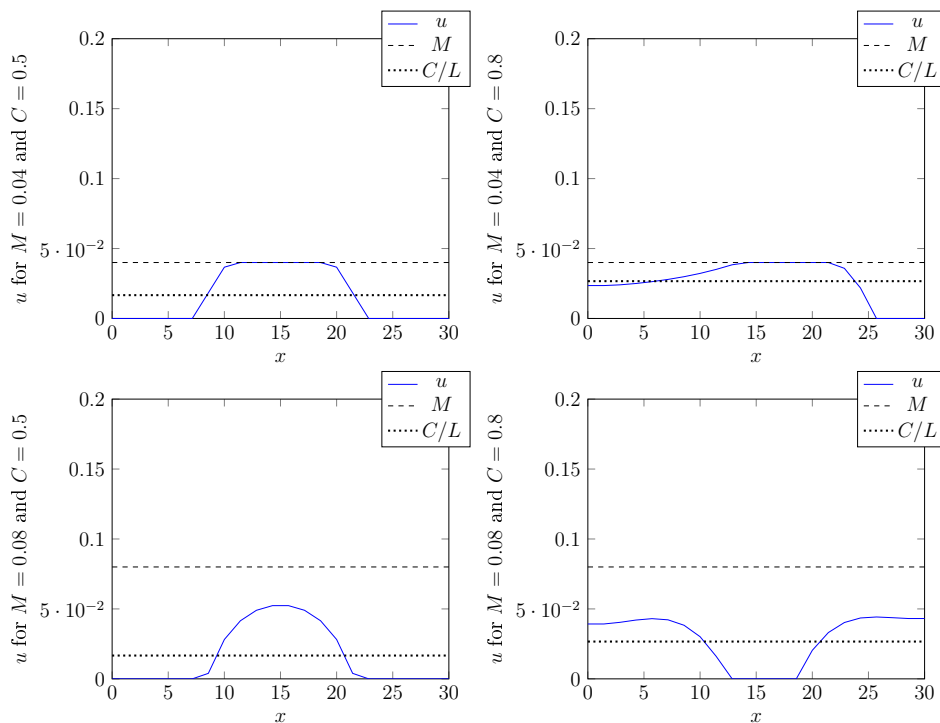 u
M
C/L
0.2
0.15
0.1
5 · 10⁻²
0
0 5 10 15 20 25 30
x
u for M = 0.04 and C = 0.5
u
M
C/L
0.2
0.15
0.1
5 · 10⁻²
0
0 5 10 15 20 25 30
x
u for M = 0.04 and C = 0.8
u
M
C/L
0.2
0.15
0.1
5 · 10⁻²
0
0 5 10 15 20 25 30
x
u for M = 0.08 and C = 0.5
u
M
C/L
0.2
0.15
0.1
5 · 10⁻²
0
0 5 10 15 20 25 30
x
u for M = 0.08 and C = 0.8